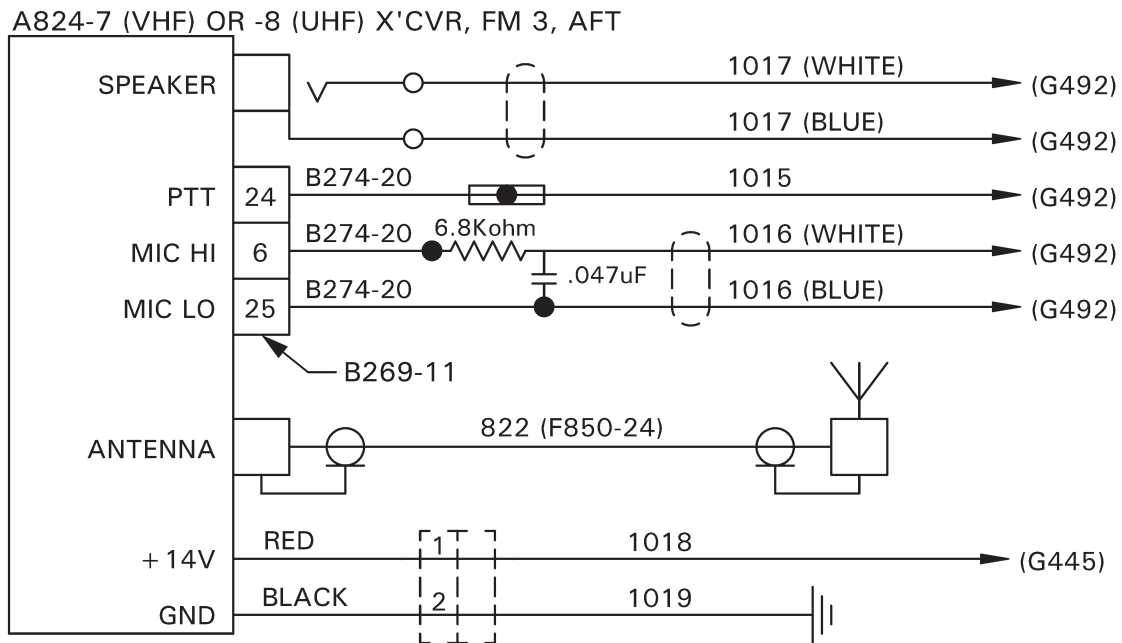 A824-7 (VHF) OR -8 (UHF) X'CVR, FM 3, AFT
SPEAKER
1017 (WHITE)
(G492)
1017 (BLUE)
(G492)
PTT
24
B274-20
1015
(G492)
MIC HI
6
B274-20
6.8Kohm
1016 (WHITE)
(G492)
.047uF
MIC LO
25
B274-20
1016 (BLUE)
(G492)
B269-11
ANTENNA
822 (F850-24)
+14V
RED
1
1018
(G445)
GND
BLACK
2
1019